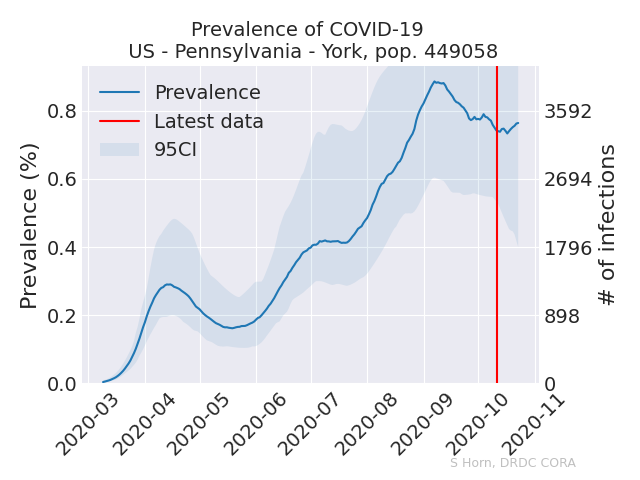 Prevalence of COVID-19
US - Pennsylvania - York, pop. 449058
Prevalence
Latest data
95CI
Prevalence (%)
0.8
0.6
0.4
0.2
0.0
3592
2694
1796
898
0
# of infections
2020-03
2020-04
2020-05
2020-06
2020-07
2020-08
2020-09
2020-10
2020-11
S Horn, DRDC CORA